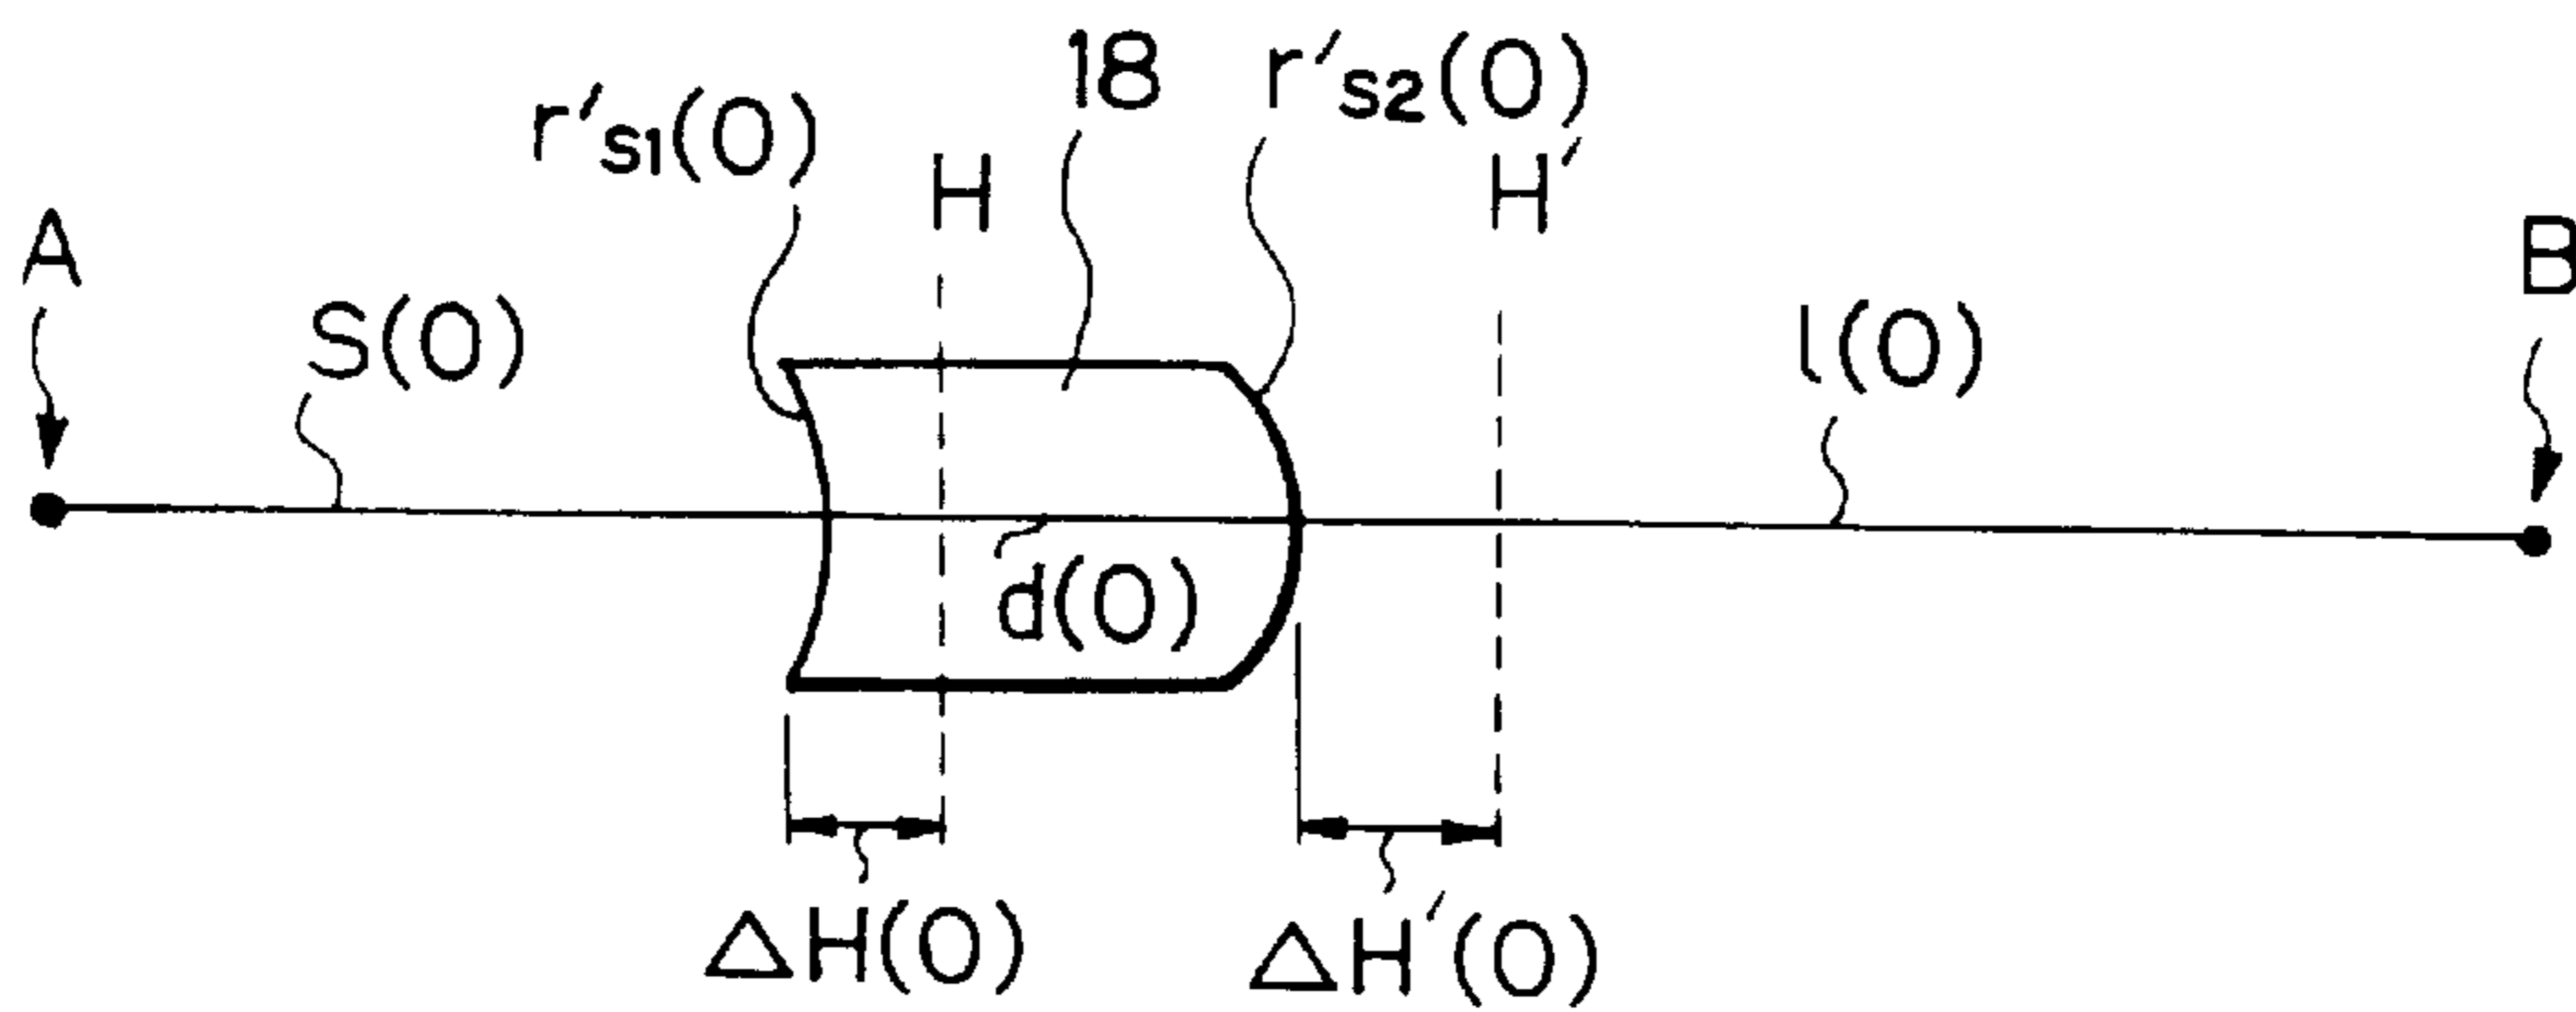 18
r's1(0)
r's2(0)
H
H'
A
B
S(0)
l(0)
d(0)
ΔH(0)
ΔH'(0)